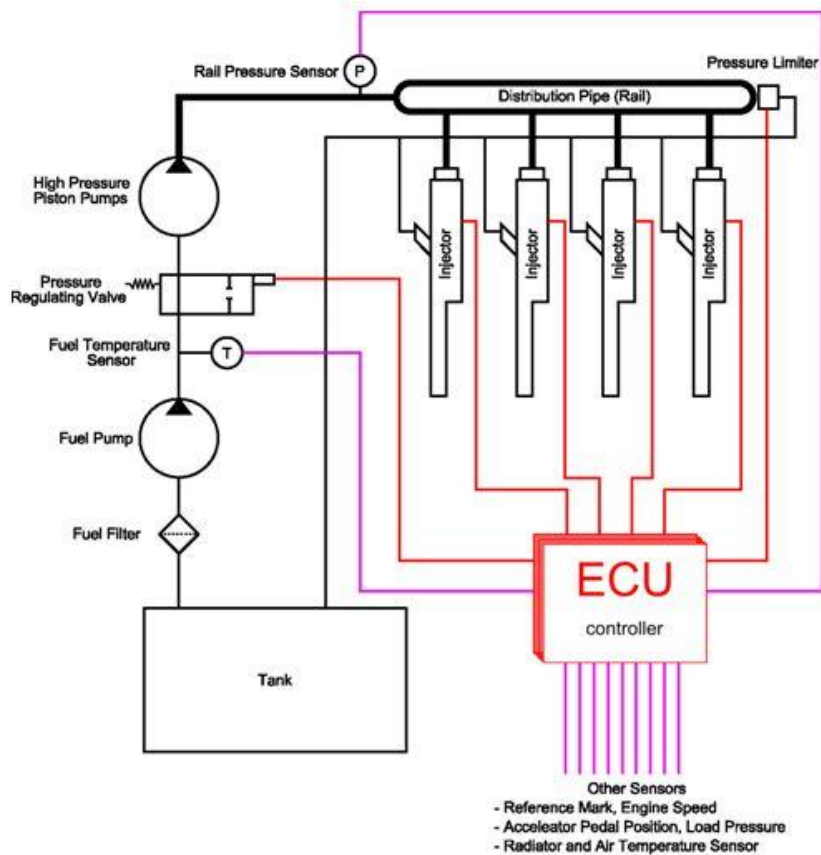 Rail Pressure Sensor
P
Pressure Limiter
Distribution Pipe (Rail)
High Pressure
Piston Pumps
Injector
Injector
Injector
Injector
Pressure
Regulating Valve
Fuel Temperature
Sensor
T
Fuel Pump
Fuel Filter
ECU
controller
Tank
Other Sensors
- Reference Mark, Engine Speed
- Accelerator Pedal Position, Load Pressure
- Radiator and Air Temperature Sensor